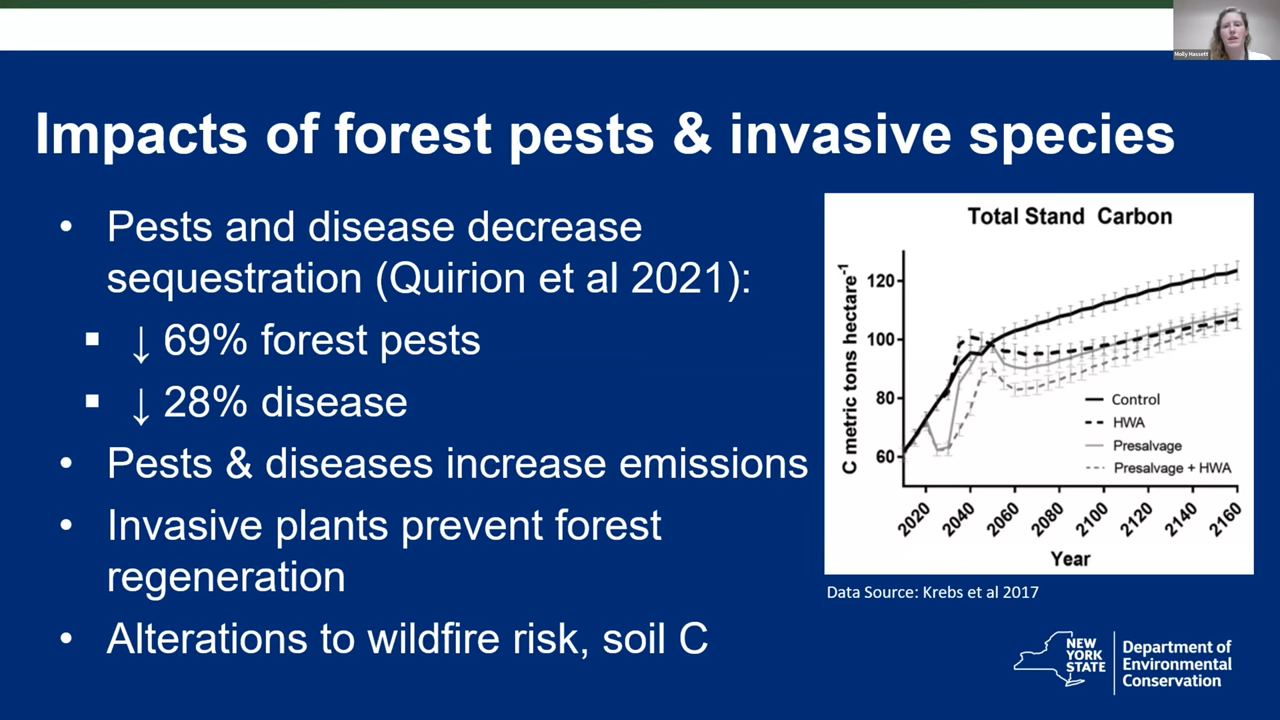 Molly Hassett
Impacts of forest pests & invasive species
• Pests and disease decrease
sequestration (Quirion et al 2021):
▪ ↓ 69% forest pests
▪ ↓ 28% disease
• Pests & diseases increase emissions
• Invasive plants prevent forest
regeneration
• Alterations to wildfire risk, soil C
Total Stand Carbon
C metric tons hectare-1
120
100
80
60
Control
HWA
Presalvage
Presalvage + HWA
2020 2040 2060 2080 2100 2120 2140 2160
Year
Data Source: Krebs et al 2017
NEW
YORK
STATE
Department of
Environmental
Conservation